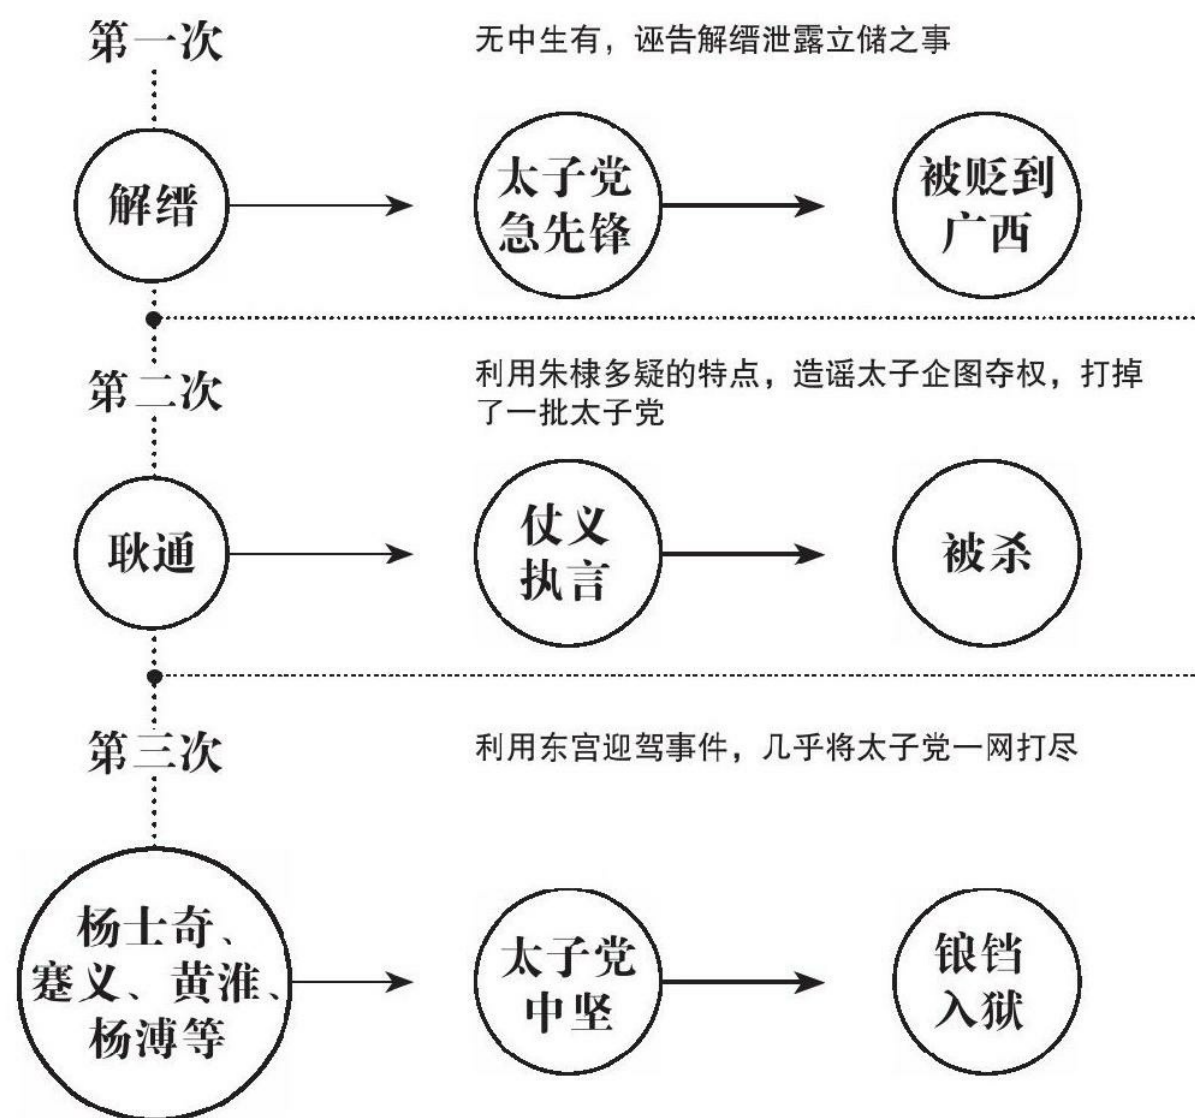 第一次
无中生有，诬告解缙泄露立储之事
解缙
太子党
急先锋
被贬到
广西
第二次
利用朱棣多疑的特点，造谣太子企图夺权，打掉
了一批太子党
耿通
仗义
执言
被杀
第三次
利用东宫迎驾事件，几乎将太子党一网打尽
杨士奇、
蹇义、黄淮、
杨溥等
太子党
中坚
锒铛
入狱